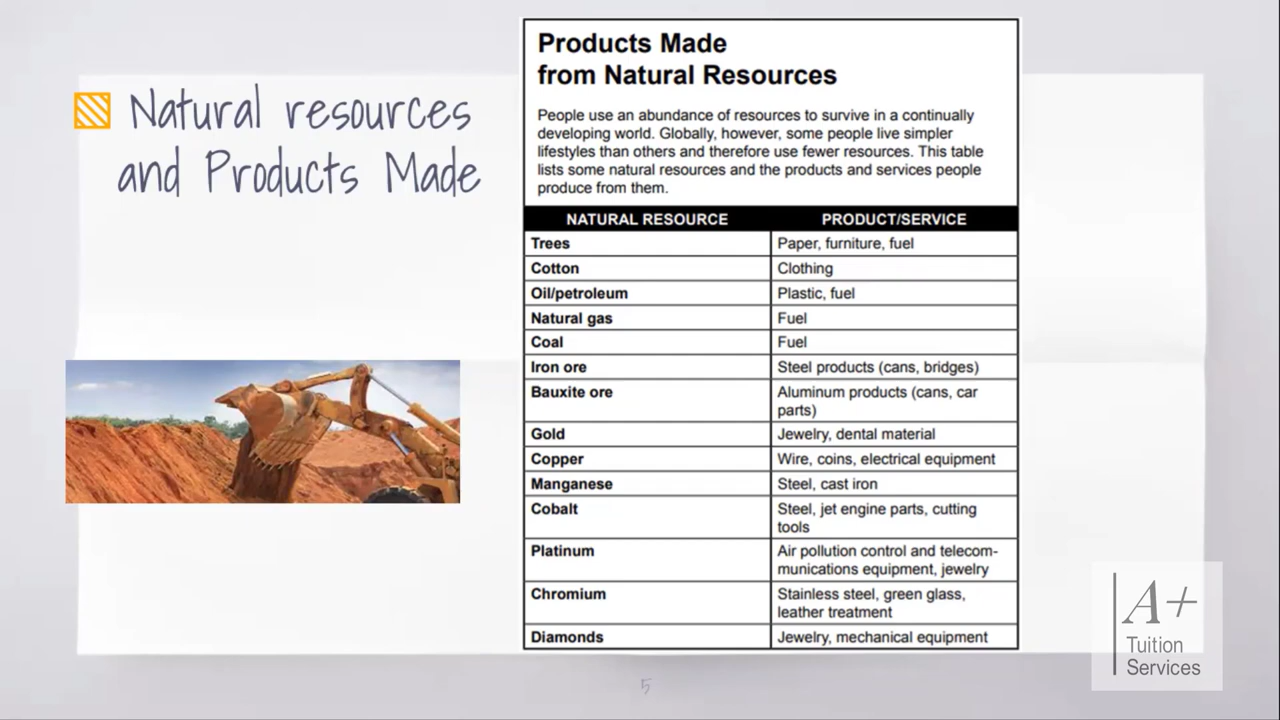 Natural resources
and Products Made
Products Made
from Natural Resources
People use an abundance of resources to survive in a continually
developing world. Globally, however, some people live simpler
lifestyles than others and therefore use fewer resources. This table
lists some natural resources and the products and services people
produce from them.
NATURAL RESOURCE PRODUCT/SERVICE
Trees Paper, furniture, fuel
Cotton Clothing
Oil/petroleum Plastic, fuel
Natural gas Fuel
Coal Fuel
Iron ore Steel products (cans, bridges)
Bauxite ore Aluminum products (cans, car
parts)
Gold Jewelry, dental material
Copper Wire, coins, electrical equipment
Manganese Steel, cast iron
Cobalt Steel, jet engine parts, cutting
tools
Platinum Air pollution control and telecom-
munications equipment, jewelry
Chromium Stainless steel, green glass,
leather treatment
Diamonds Jewelry, mechanical equipment
A+
Tuition
Services
5